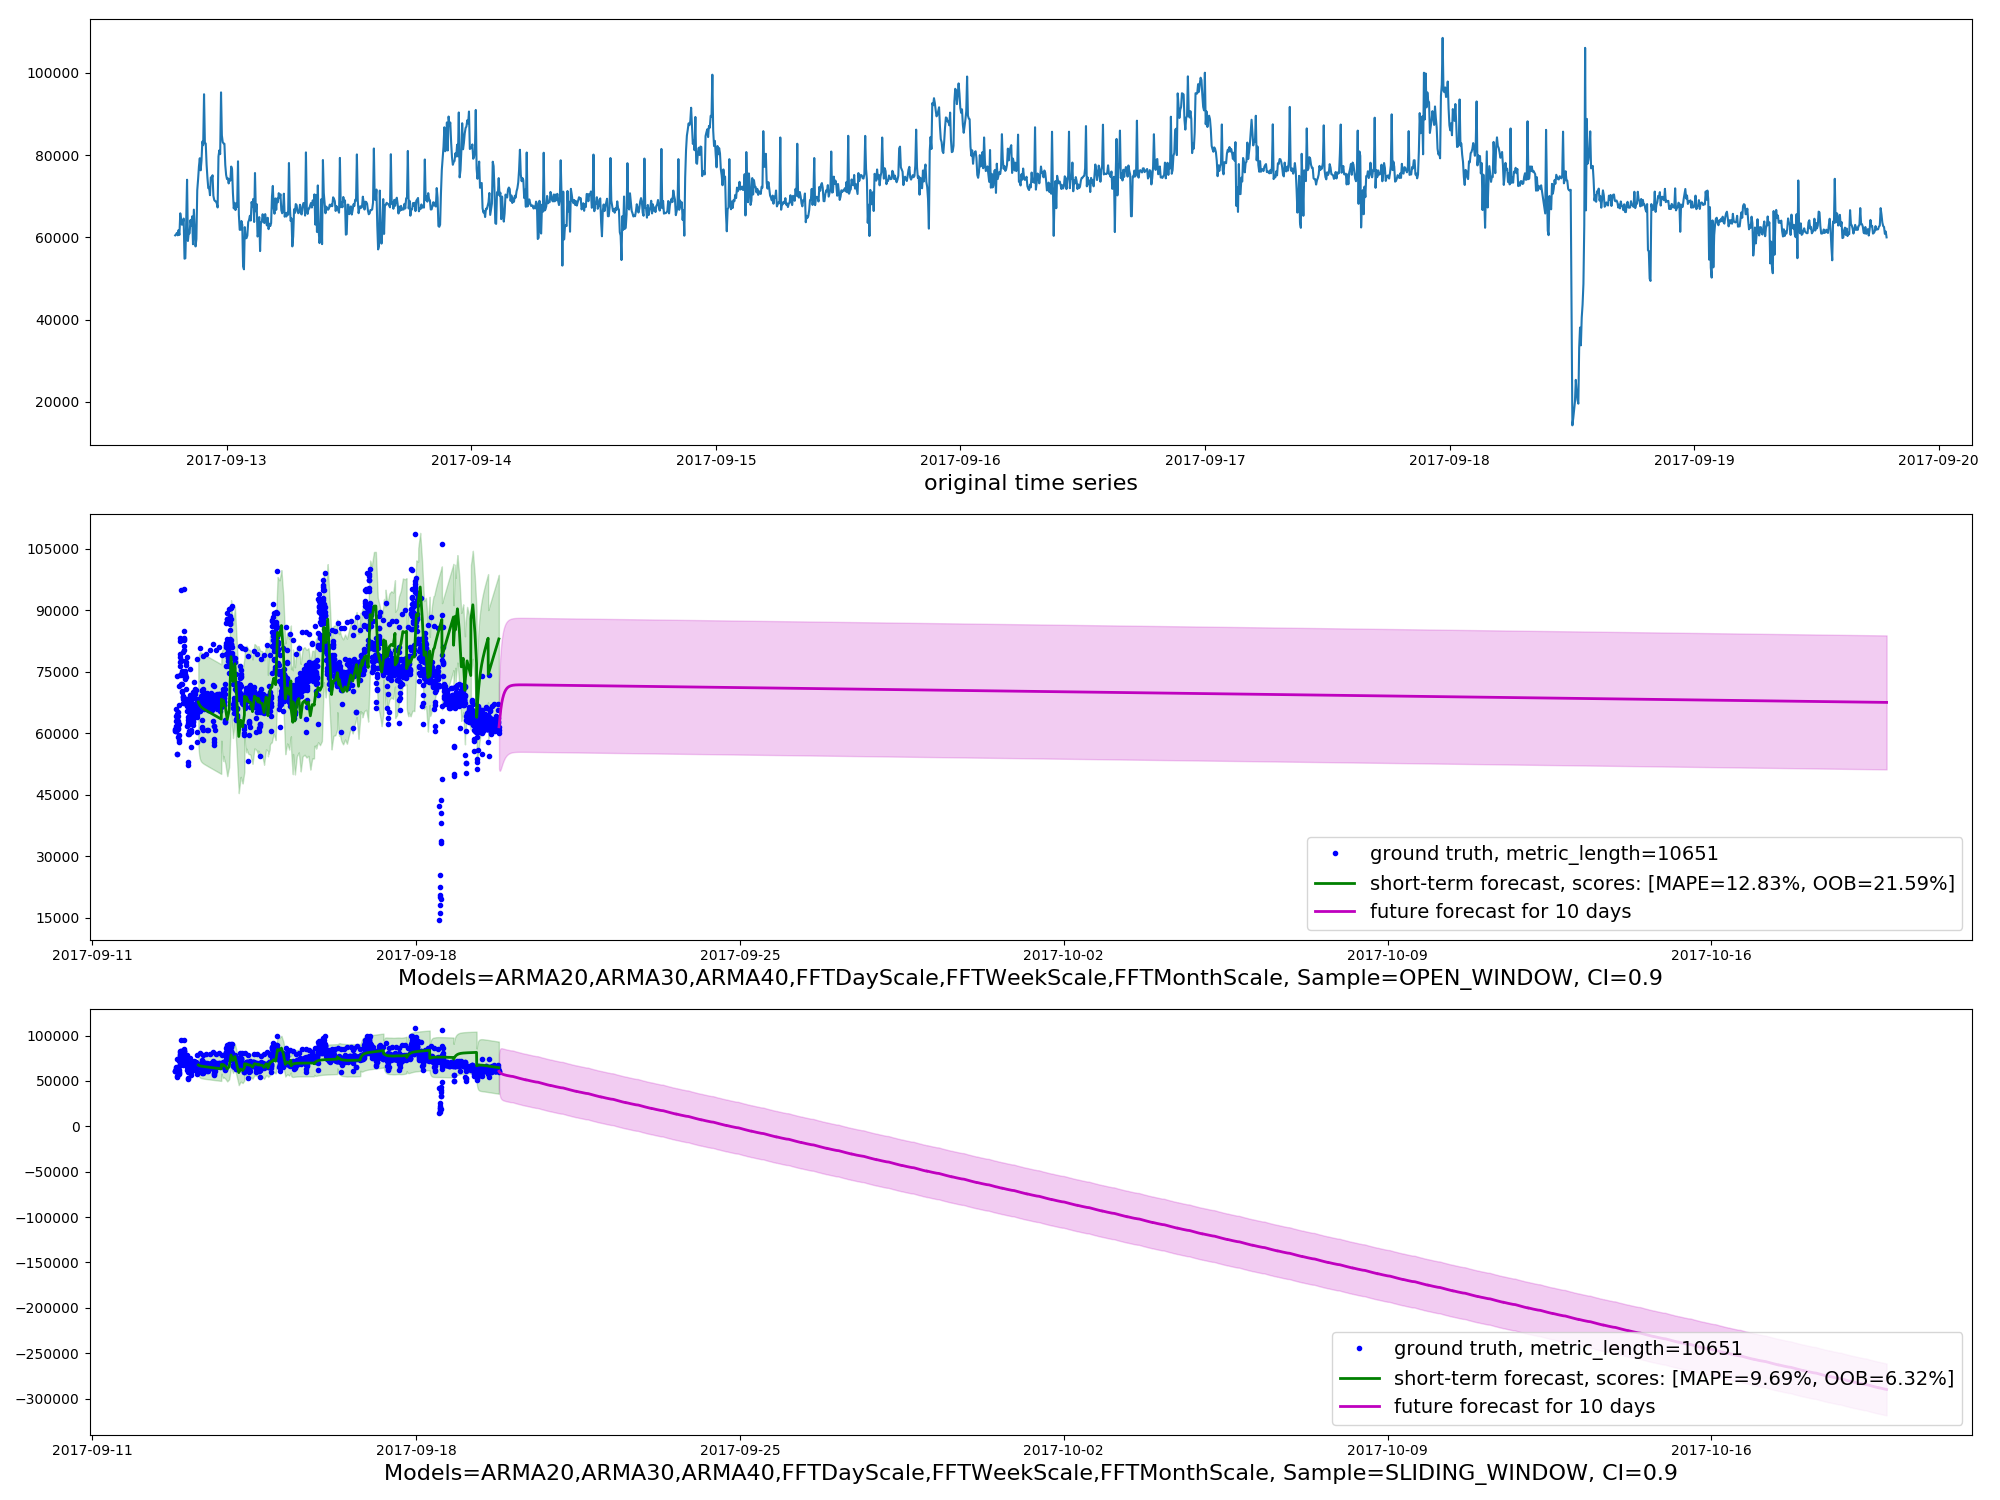 100000
80000
60000
40000
20000
2017-09-13 2017-09-14 2017-09-15 2017-09-16 2017-09-17 2017-09-18 2017-09-19 2017-09-20
original time series
105000
90000
75000
60000
45000
30000
15000
ground truth, metric_length=10651
short-term forecast, scores: [MAPE=12.83%, OOB=21.59%]
future forecast for 10 days
2017-09-11 2017-09-18 2017-09-25 2017-10-02 2017-10-09 2017-10-16
Models=ARMA20,ARMA30,ARMA40,FFTDayScale,FFTWeekScale,FFTMonthScale, Sample=OPEN_WINDOW, CI=0.9
100000
50000
0
−50000
−100000
−150000
−200000
−250000
−300000
ground truth, metric_length=10651
short-term forecast, scores: [MAPE=9.69%, OOB=6.32%]
future forecast for 10 days
2017-09-11 2017-09-18 2017-09-25 2017-10-02 2017-10-09 2017-10-16
Models=ARMA20,ARMA30,ARMA40,FFTDayScale,FFTWeekScale,FFTMonthScale, Sample=SLIDING_WINDOW, CI=0.9